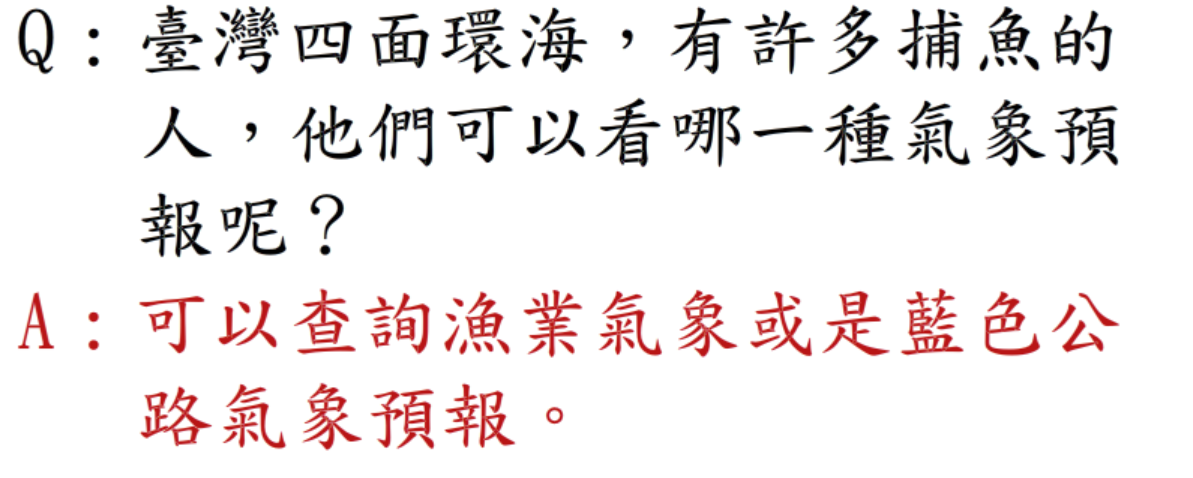 Q：臺灣四面環海，有許多捕魚的
人，他們可以看哪一種氣象預
報呢？
A：可以查詢漁業氣象或是藍色公
路氣象預報。